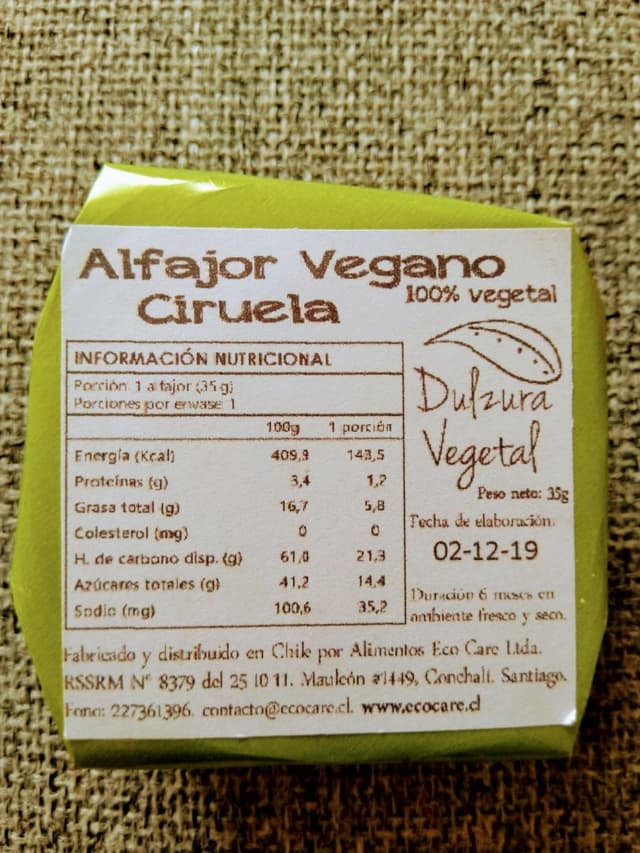 Alfajor Vegano
Ciruela
100% vegetal
INFORMACIÓN NUTRICIONAL
Porción: 1 alfajor (35 g)
Porciones por envase: 1
100g 1 porción
Energía (Kcal) 409,9 143,5
Proteínas (g) 3,4 1,2
Grasa total (g) 16,7 5,8
Colesterol (mg) 0 0
H. de carbono disp. (g) 61,0 21,3
Azúcares totales (g) 41,2 14,4
Sodio (mg) 100,6 35,2
Dulzura
Vegetal
Peso neto: 35g
Fecha de elaboración:
02-12-19
Duración 6 meses en
ambiente fresco y seco.
Fabricado y distribuido en Chile por Alimentos Eco Care Ltda.
RSSRM N° 8379 del 25 10 11. Mauleón #1449, Conchalí. Santiago.
Fono: 227361396. contacto@ecocare.cl. www.ecocare.cl